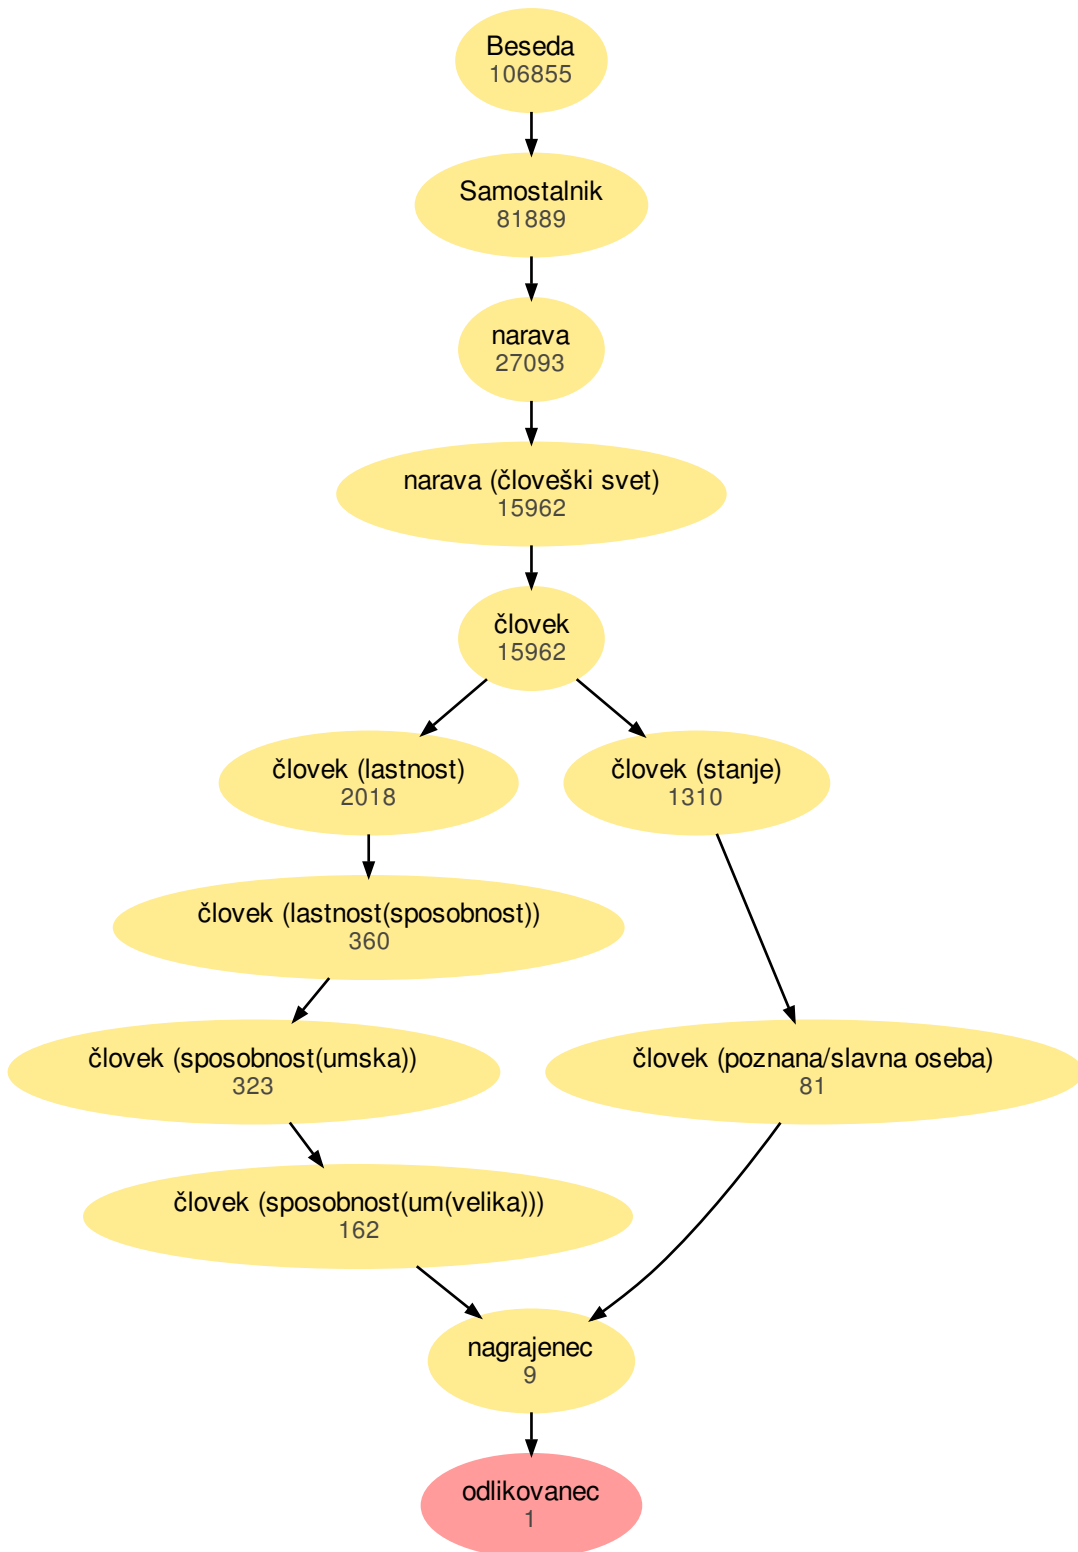 Beseda
106855
Samostalnik
81889
narava
27093
narava (človeški svet)
15962
človek
15962
človek (lastnost)
2018
človek (stanje)
1310
človek (lastnost(sposobnost))
360
človek (sposobnost(umska))
323
človek (poznana/slavna oseba)
81
človek (sposobnost(um(velika)))
162
nagrajenec
9
odlikovanec
1